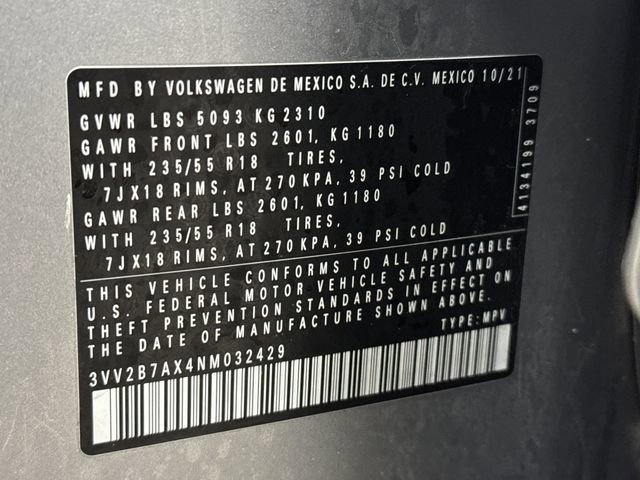 MFD BY VOLKSWAGEN DE MEXICO S.A. DE C.V. MEXICO 10/21
GVWR LBS 5093 KG 2310
GAWR FRONT LBS 2601, KG 1180
WITH 235/55 R18 TIRES,
7JX18 RIMS, AT 270 KPA, 39 PSI COLD
GAWR REAR LBS 2601, KG 1180
WITH 235/55 R18 TIRES,
7JX18 RIMS, AT 270 KPA, 39 PSI COLD
THIS VEHICLE CONFORMS TO ALL APPLICABLE
U.S. FEDERAL MOTOR VEHICLE SAFETY AND
THEFT PREVENTION STANDARDS IN EFFECT ON
THE DATE OF MANUFACTURE SHOWN ABOVE.
TYPE: MPV
3VV2B7AX4NM032429
4134199 3709